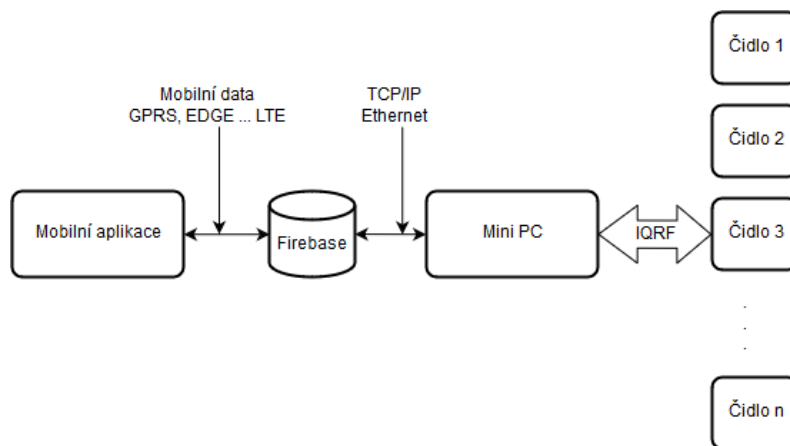 Čidlo 1
Mobilní data
GPRS, EDGE ... LTE
TCP/IP
Ethernet
Čidlo 2
Mobilní aplikace
Firebase
Mini PC
IQRF
Čidlo 3
.
.
.
Čidlo n